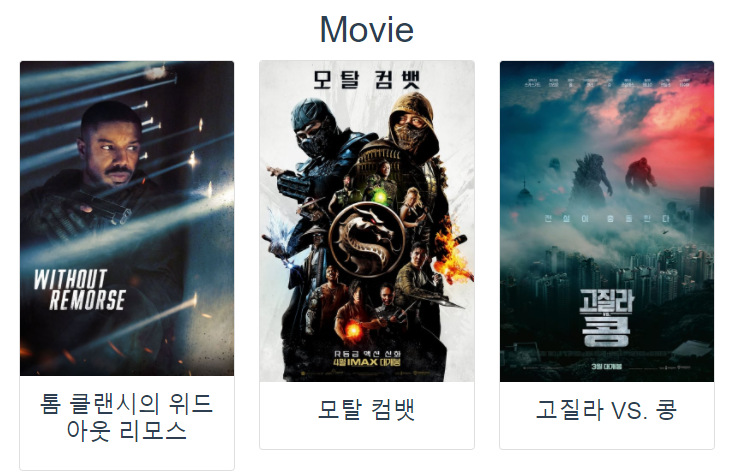 Movie
WITHOUT
REMORSE
톰 클랜시의 위드
아웃 리모스
모탈 컴뱃
R등급 액션 신화
4월 IMAX 대개봉
모탈 컴뱃
전설이 충돌한다
고질라
VS
콩
3월 대개봉
고질라 VS. 콩